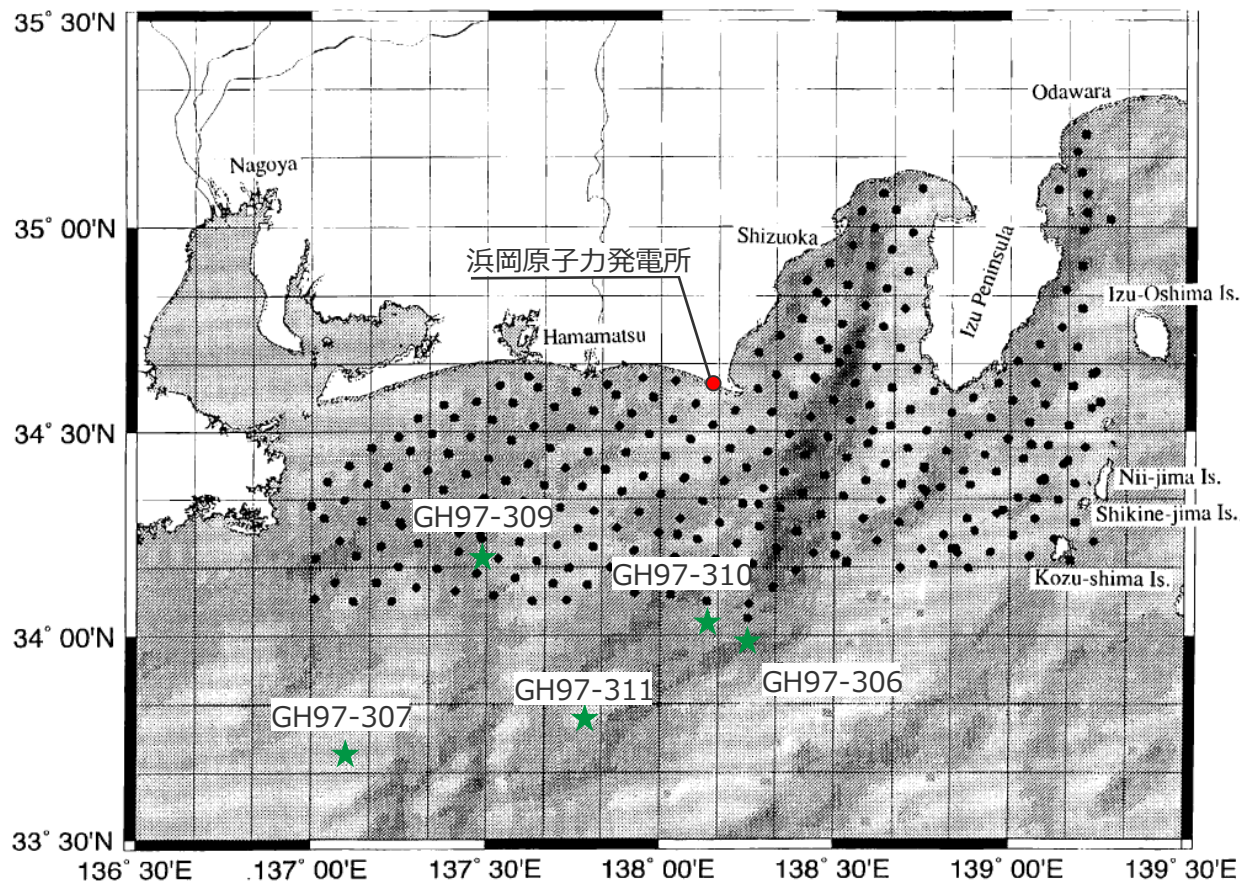 35° 30'N
Odawara
Nagoya
35° 00'N
Shizuoka
浜岡原子力発電所
Izu Peninsula
Izu-Oshima Is.
Hamamatsu
34° 30'N
Nii-jima Is.
GH97-309
Shikine-jima Is.
GH97-310
Kozu-shima Is.
34° 00'N
GH97-311
GH97-306
GH97-307
33° 30'N
136° 30'E
137° 00'E
137° 30'E
138° 00'E
138° 30'E
139° 00'E
139° 30'E